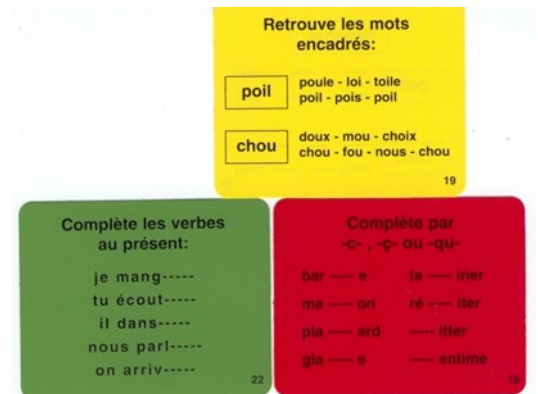 Retrouve les mots
encadrés:
poil
poule - loi - toile
poil - pois - poil
chou
doux - mou - choix
chou - fou - nous - chou
19
Complète les verbes
au présent:
je mang-----
tu écout-----
il dans-----
nous parl-----
on arriv-----
22
Complète par
-c- , -ç- ou -qu-
bar ----- e ta ----- iner
ma ----- on ré ----- iter
pla ----- ard ----- itter
gla ----- e ----- entime